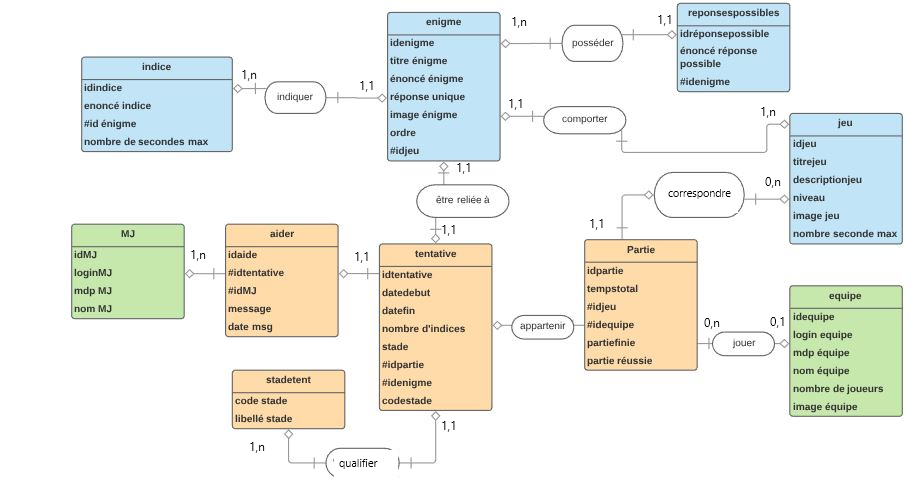 enigme
idenigme
titre énigme
énoncé énigme
réponse unique
image énigme
ordre
#idjeu
1,n
posséder
1,1
reponsespossibles
idréponsepossible
énoncé réponse
possible
#idenigme
indice
idindice
enoncé indice
#id énigme
nombre de secondes max
1,n
indiquer
1,1
1,1
comporter
1,n
jeu
idjeu
titrejeu
descriptionjeu
niveau
image jeu
nombre seconde max
1,1
être reliée à
1,1
correspondre
0,n
1,1
MJ
idMJ
loginMJ
mdp MJ
nom MJ
1,n
aider
idaide
#idtentative
#idMJ
message
date msg
1,1
tentative
idtentative
datedebut
datefin
nombre d'indices
stade
#idpartie
#idenigme
codestade
appartenir
Partie
idpartie
tempstotal
#idjeu
#idequipe
partiefinie
partie réussie
0,n
jouer
0,1
equipe
idequipe
login equipe
mdp équipe
nom équipe
nombre de joueurs
image équipe
stadetent
code stade
libellé stade
1,n
qualifier
1,1